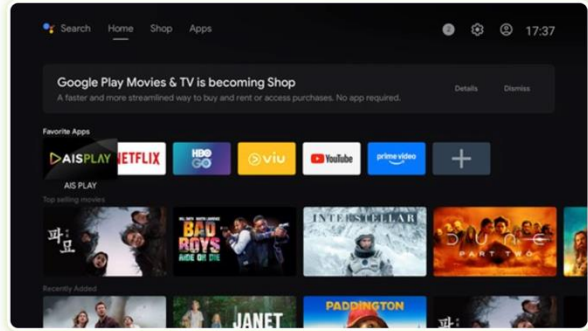 Search Home Shop Apps
17:37
Google Play Movies & TV is becoming Shop
A faster and more streamlined way to buy and rent or access purchases. No app required.
Details Dismiss
Favorite Apps
AISPLAY NETFLIX HBO GO viu YouTube prime video
AIS PLAY
Top selling movies
파묘
BAD BOYS
RIDE OR DIE
INTERSTELLAR
DUNE
PART TWO
Recently Added
JANET
PADDINGTON
파묘